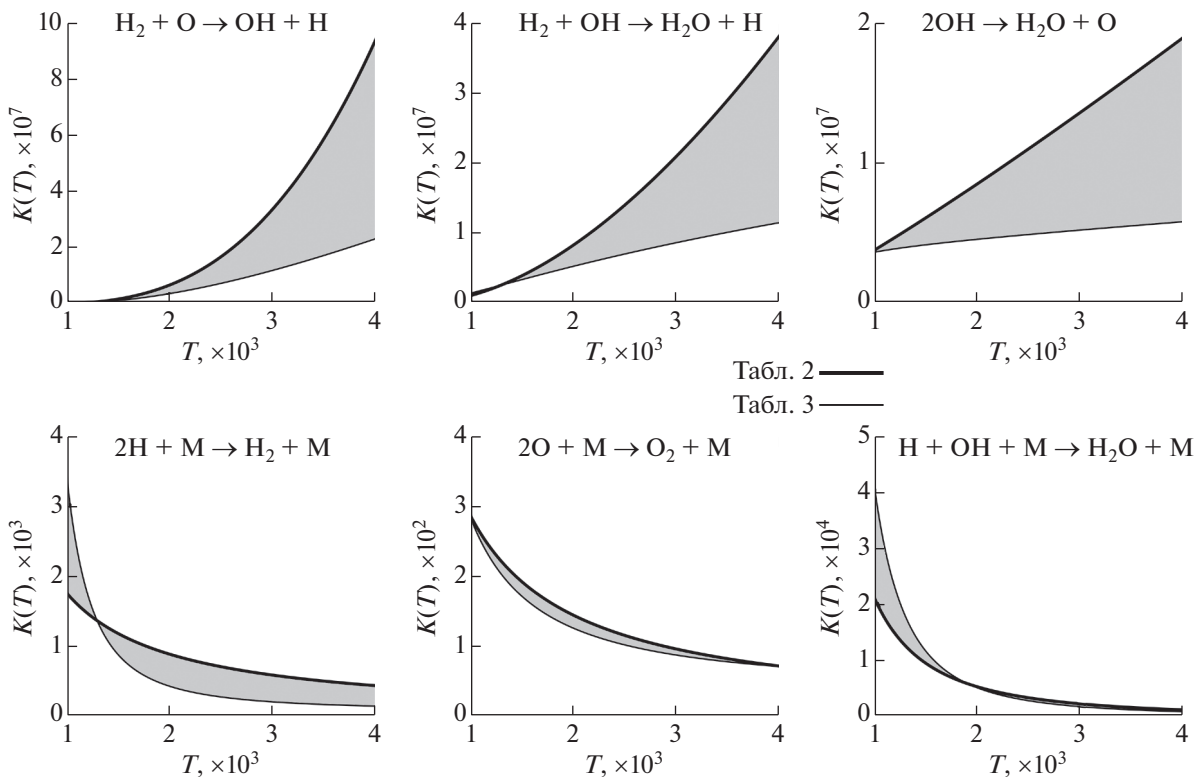 H₂ + O → OH + H
10
8
6
4
2
0
K(T), ×10⁷
1 2 3 4
T, ×10³
H₂ + OH → H₂O + H
4
3
2
1
0
K(T), ×10⁷
1 2 3 4
T, ×10³
2OH → H₂O + O
2
1
0
K(T), ×10⁷
1 2 3 4
T, ×10³
Табл. 2
Табл. 3
2H + M → H₂ + M
4
3
2
1
0
K(T), ×10³
1 2 3 4
T, ×10³
2O + M → O₂ + M
4
3
2
1
0
K(T), ×10²
1 2 3 4
T, ×10³
H + OH + M → H₂O + M
5
4
3
2
1
0
K(T), ×10⁴
1 2 3 4
T, ×10³